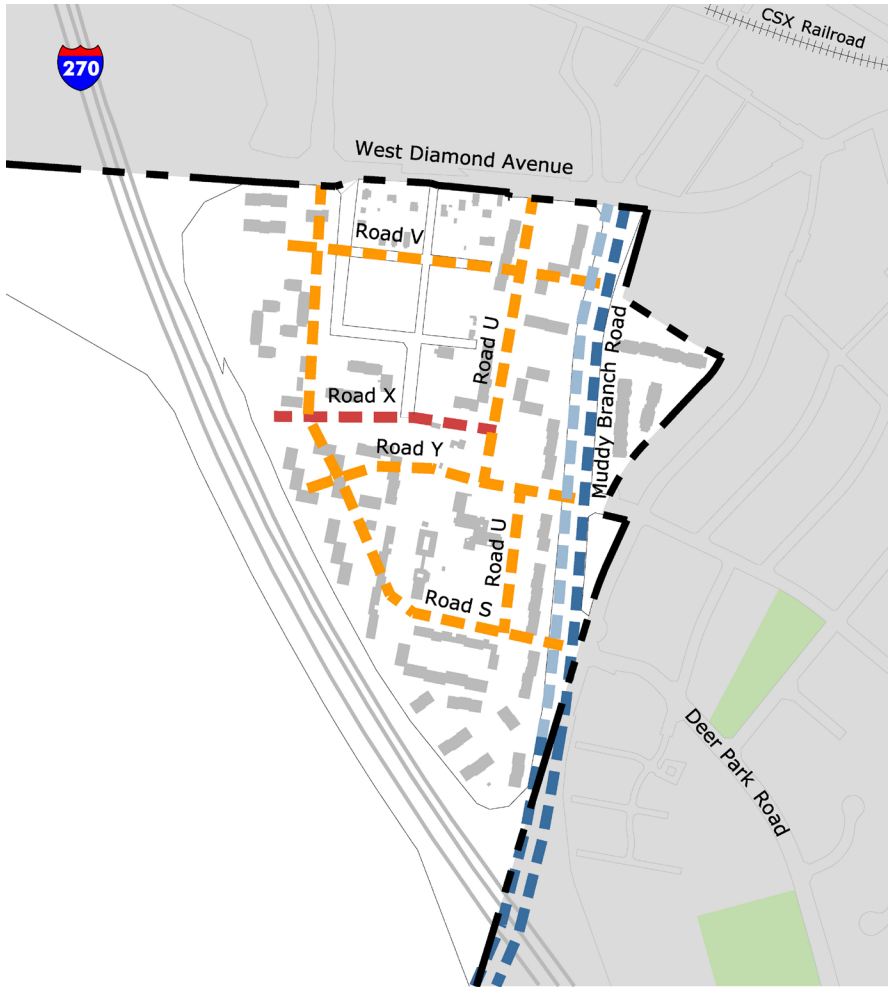 CSX Railroad
270
West Diamond Avenue
Road V
Road U
Muddy Branch Road
Road X
Road Y
Road U
Road S
Deer Park Road